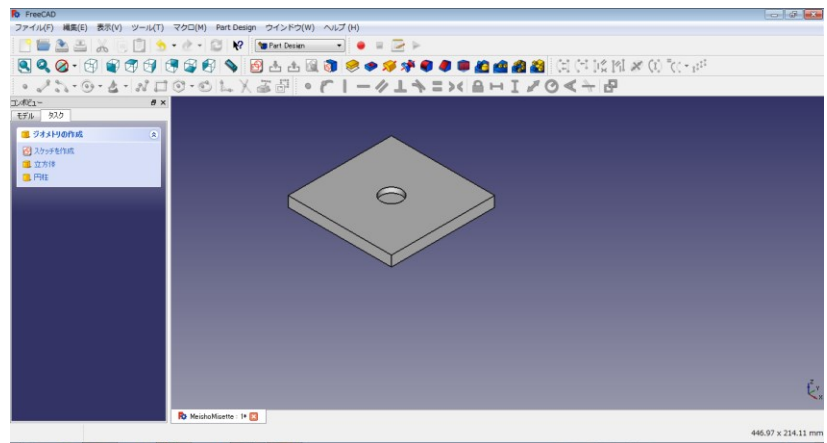 FreeCAD
ファイル(F) 編集(E) 表示(V) ツール(T) マクロ(M) Part Design ウインドウ(W) ヘルプ(H)
Part Design
コンボビュー
モデル タスク
ジオメトリの作成
スケッチを作成
立方体
円柱
Z
Y
X
MeishoMisette : 1*
446.97 x 214.11 mm